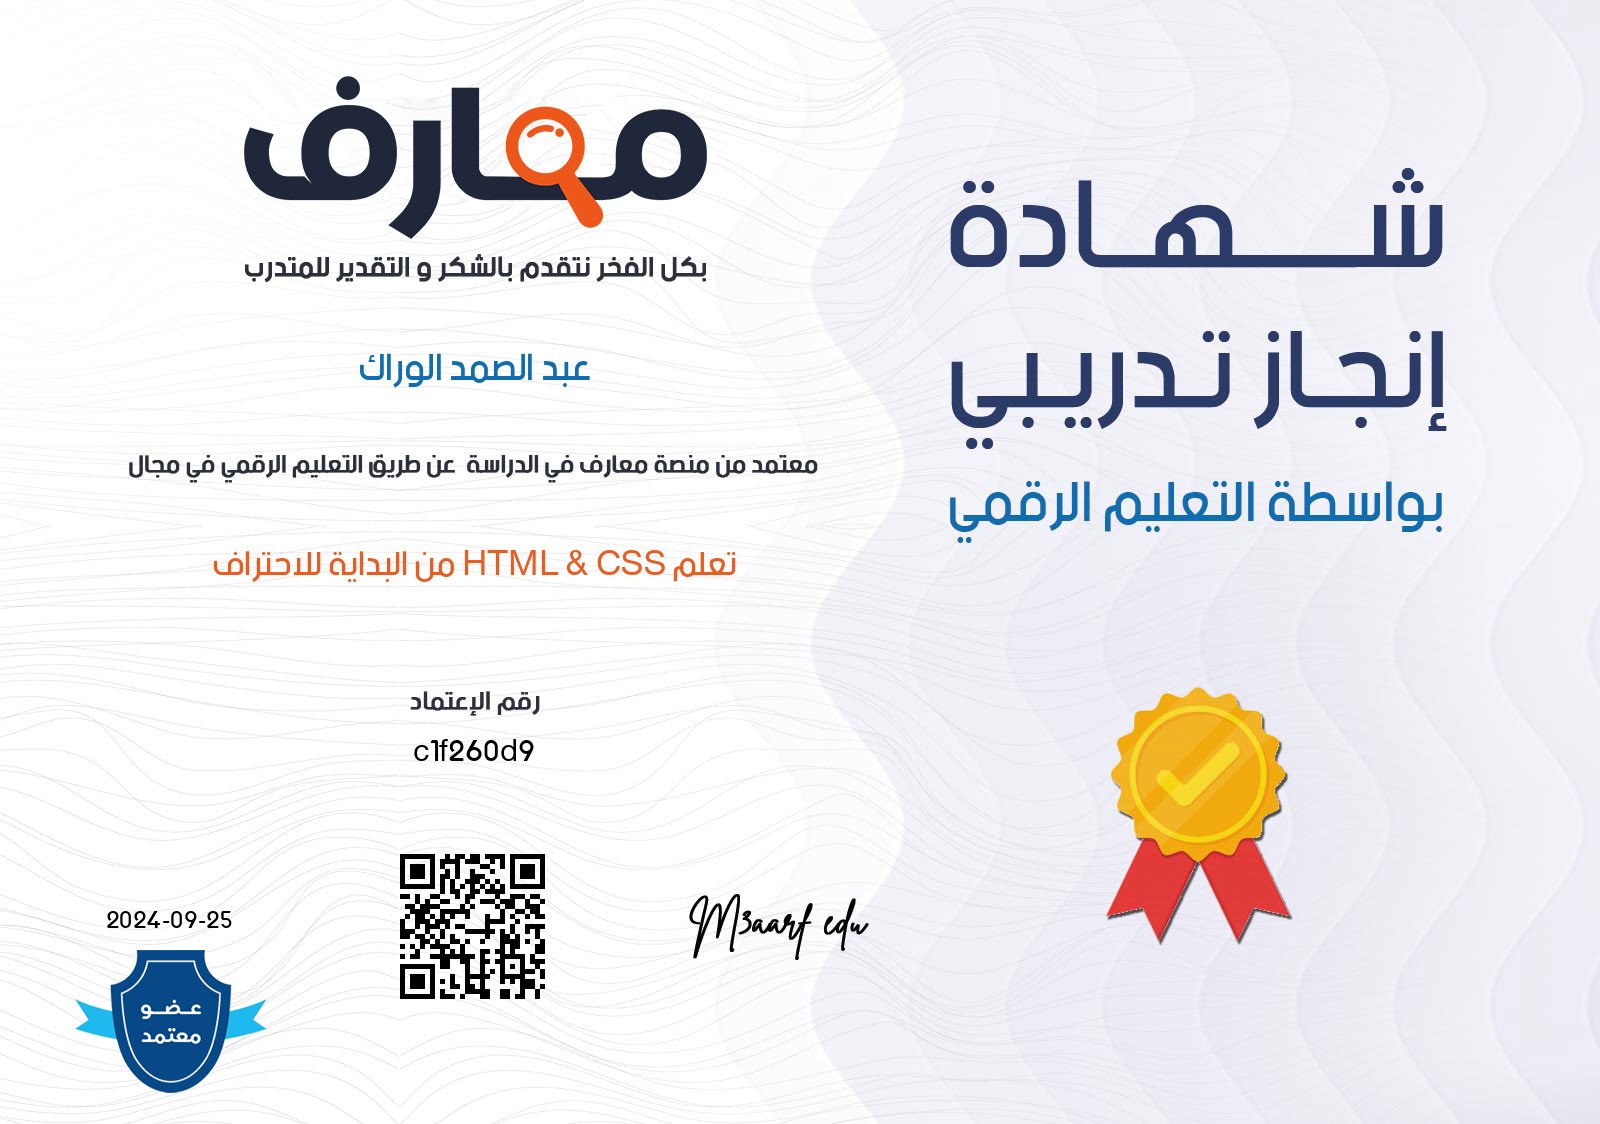 شهادة
إنجاز تدريبي
بواسطة التعليم الرقمي
معارف
بكل الفخر نتقدم بالشكر و التقدير للمتدرب
عبد الصمد الوراك
معتمد من منصة معارف في الدراسة عن طريق التعليم الرقمي في مجال
تعلم HTML & CSS من البداية للاحتراف
رقم الإعتماد
c1f260d9
M3aarf edu
2024-09-25
عضو
معتمد